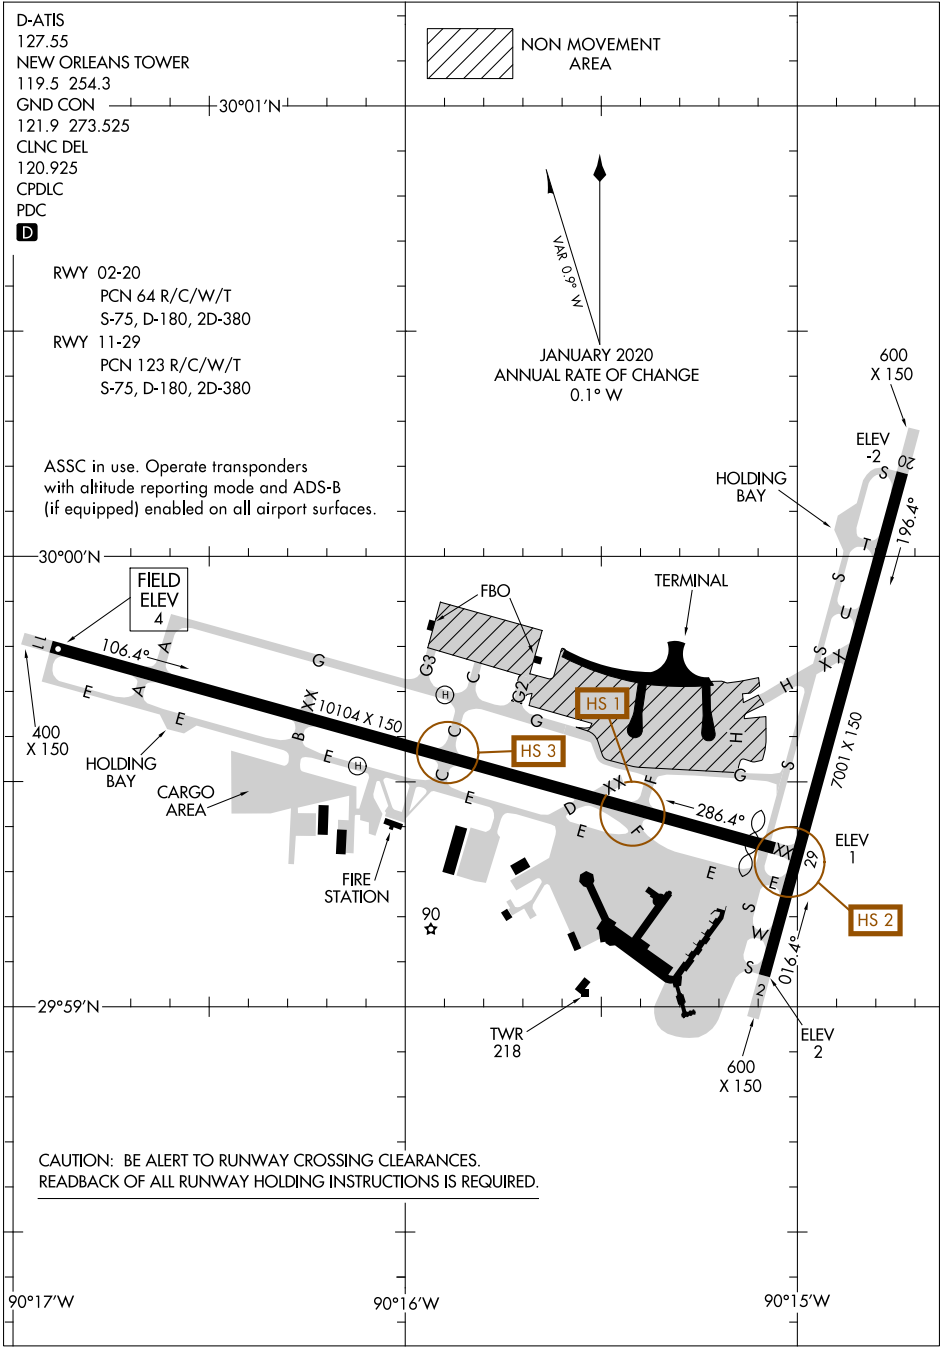 D-ATIS
127.55
NEW ORLEANS TOWER
119.5 254.3
GND CON
121.9 273.525
CLNC DEL
120.925
CPDLC
PDC
D
NON MOVEMENT
AREA
30°01'N
RWY 02-20
PCN 64 R/C/W/T
S-75, D-180, 2D-380
RWY 11-29
PCN 123 R/C/W/T
S-75, D-180, 2D-380
VAR 0.9° W
JANUARY 2020
ANNUAL RATE OF CHANGE
0.1° W
600
X 150
ASSC in use. Operate transponders
with altitude reporting mode and ADS-B
(if equipped) enabled on all airport surfaces.
ELEV
-2
20
S
HOLDING
BAY
196.4°
T
30°00'N
FIELD
ELEV
4
FBO
TERMINAL
S
U
S
XX
XX
11
106.4°
A
G
G3
C
G2
H
H
E
A
E
XX
10104 X 150
H
C
G
HS 1
H
400
X 150
HOLDING
BAY
B
E
H
HS 3
C
7001 X 150
S
G
F
XX
CARGO
AREA
E
D
E
F
286.4°
E
XX
E
29
ELEV
1
FIRE
STATION
90
HS 2
S
W
S
016.4°
2
29°59'N
TWR
218
ELEV
2
600
X 150
CAUTION: BE ALERT TO RUNWAY CROSSING CLEARANCES.
READBACK OF ALL RUNWAY HOLDING INSTRUCTIONS IS REQUIRED.
90°17'W
90°16'W
90°15'W